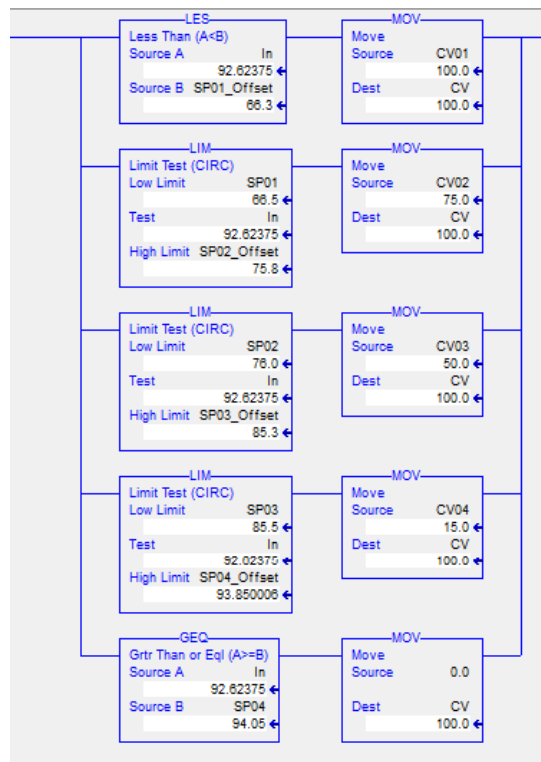 LES
Less Than (A<B)
Source A In
92.62375
Source B SP01_Offset
66.3
MOV
Move
Source CV01
100.0
Dest CV
100.0
LIM
Limit Test (CIRC)
Low Limit SP01
66.5
Test In
92.62375
High Limit SP02_Offset
75.8
MOV
Move
Source CV02
75.0
Dest CV
100.0
LIM
Limit Test (CIRC)
Low Limit SP02
76.0
Test In
92.62375
High Limit SP03_Offset
85.3
MOV
Move
Source CV03
50.0
Dest CV
100.0
LIM
Limit Test (CIRC)
Low Limit SP03
85.5
Test In
92.02375
High Limit SP04_Offset
93.850006
MOV
Move
Source CV04
15.0
Dest CV
100.0
GEQ
Grtr Than or Eql (A>=B)
Source A In
92.62375
Source B SP04
94.05
MOV
Move
Source 0.0
Dest CV
100.0